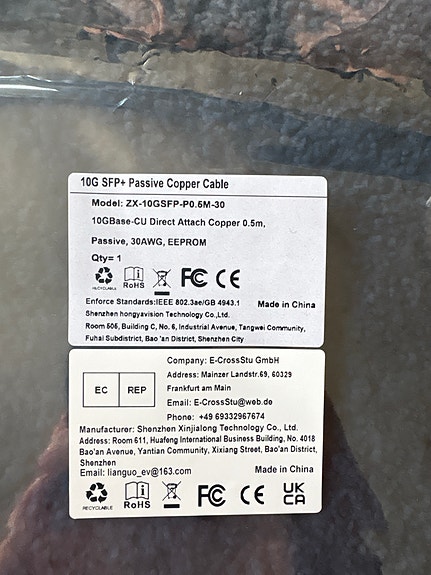 10G SFP+ Passive Copper Cable
Model: ZX-10GSFP-P0.5M-30
10GBase-CU Direct Attach Copper 0.5m,
Passive, 30AWG, EEPROM
Qty= 1
RECYCLABLE RoHS FC CE
Enforce Standards:IEEE 802.3ae/GB 4943.1 Made in China
Shenzhen hongyavision Technology Co.,Ltd.
Room 506, Building C, No. 6, Industrial Avenue, Tangwei Community,
Fuhai Subdistrict, Bao 'an District, Shenzhen City
Company: E-CrossStu GmbH
EC REP
Address: Mainzer Landstr.69, 60329
Frankfurt am Main
Email: E-CrossStu@web.de
Phone: +49 69332967674
Manufacturer: Shenzhen Xinjialong Technology Co., Ltd.
Address: Room 611, Huafeng International Business Building, No. 4018
Bao'an Avenue, Yantian Community, Xixiang Street, Bao'an District,
Shenzhen
Email: lianguo_ev@163.com Made in China
RECYCLABLE RoHS FC CE UK CA